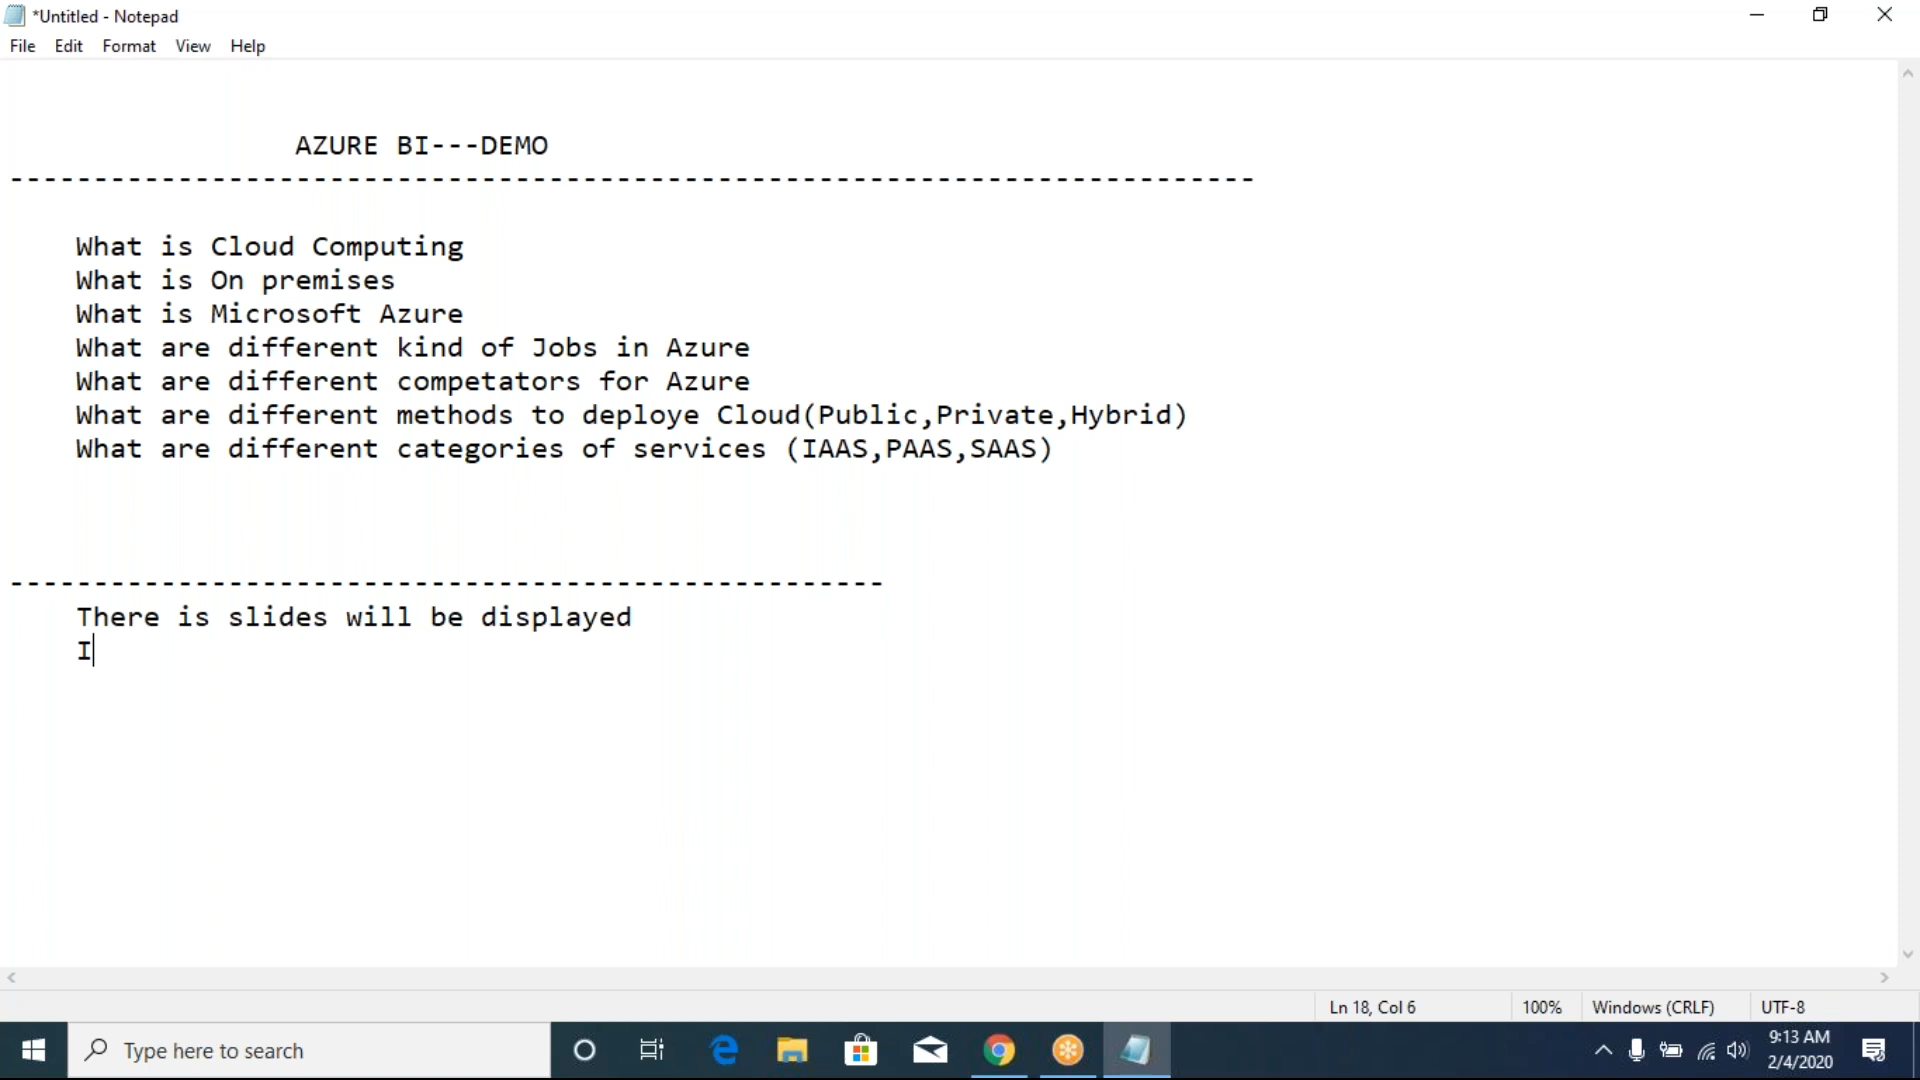 *Untitled - Notepad
File Edit Format View Help
AZURE BI---DEMO
--------------------------------------------------------------------------
What is Cloud Computing
What is On premises
What is Microsoft Azure
What are different kind of Jobs in Azure
What are different competators for Azure
What are different methods to deploye Cloud(Public,Private,Hybrid)
What are different categories of services (IAAS,PAAS,SAAS)
----------------------------------------------------
There is slides will be displayed
I
Ln 18, Col 6 100% Windows (CRLF) UTF-8
Type here to search
9:13 AM
2/4/2020